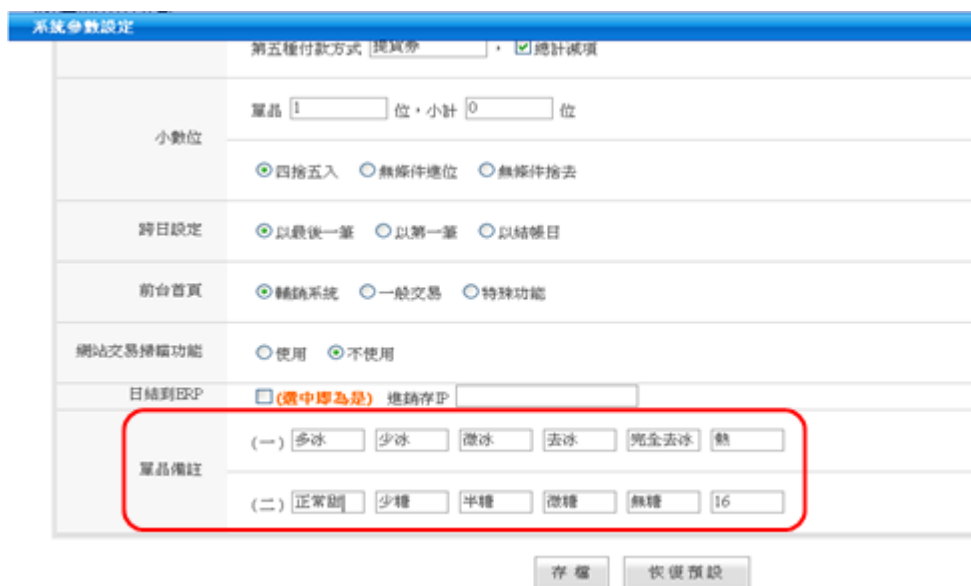 系統參數設定
第五種付款方式 提貨券 , 總計減項
小數位
單品 1 位,小計 0 位
四捨五入 無條件進位 無條件捨去
跨日設定 以最後一筆 以第一筆 以結帳日
前台首頁 輔銷系統 一般交易 特殊功能
網站交易掃瞄功能 使用 不使用
日結到ERP (選中即為是) 進銷存IP
單品備註
(一) 多冰 少冰 微冰 去冰 完全去冰 熱
(二) 正常 少糖 半糖 微糖 無糖 16
存檔 恢復預設